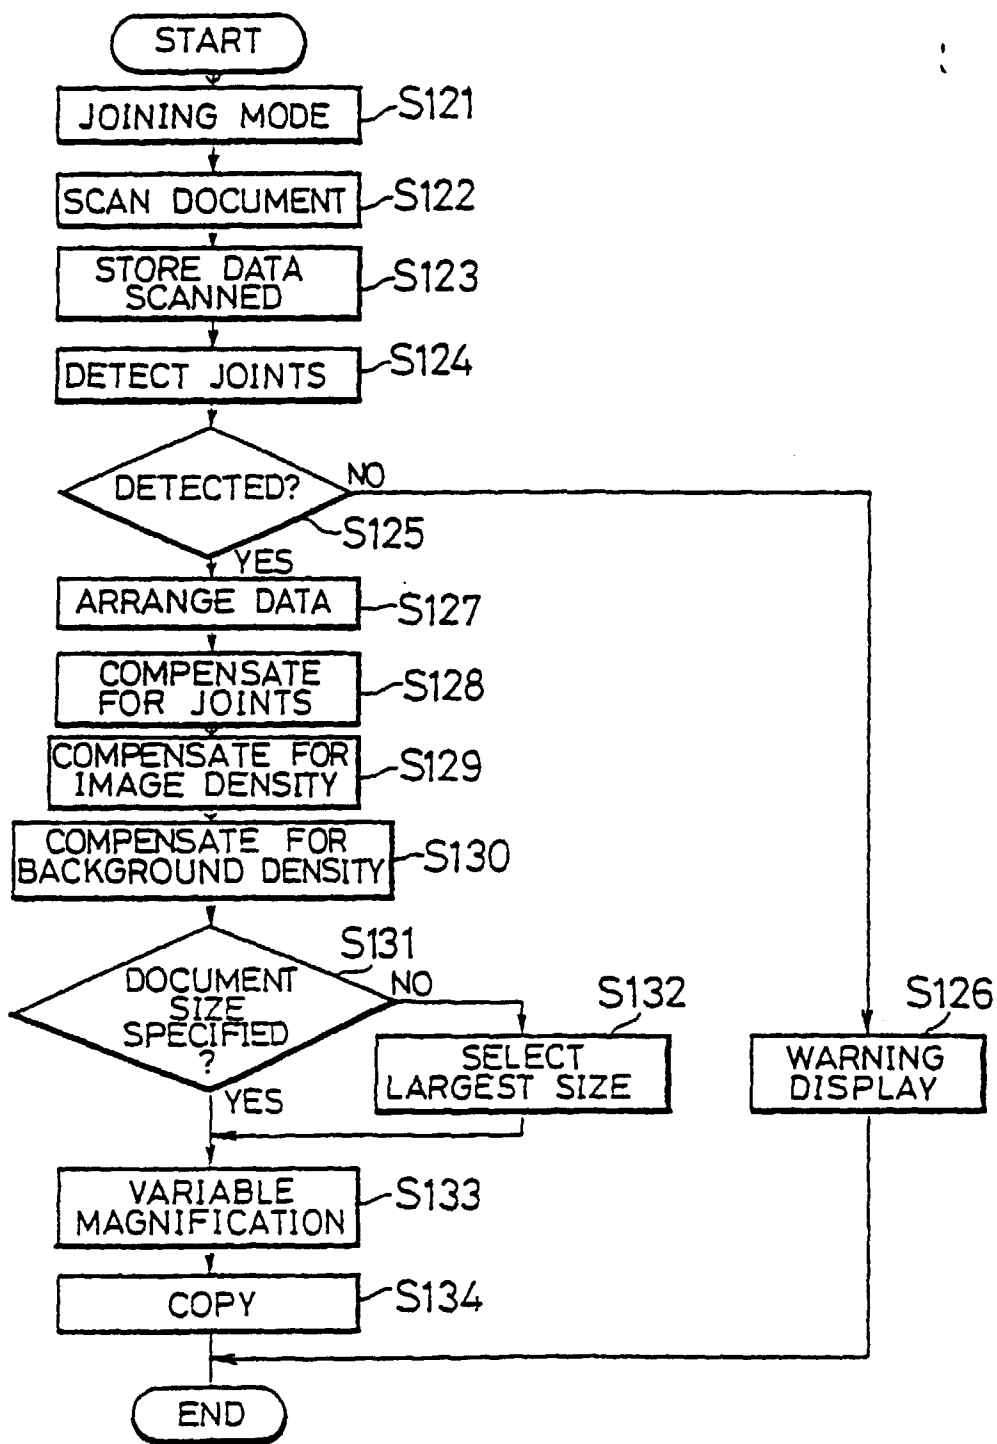 START
JOINING MODE
S121
SCAN DOCUMENT
S122
STORE DATA
SCANNED
S123
DETECT JOINTS
S124
DETECTED?
NO
S125
YES
ARRANGE DATA
S127
COMPENSATE
FOR JOINTS
S128
COMPENSATE FOR
IMAGE DENSITY
S129
COMPENSATE FOR
BACKGROUND DENSITY
S130
S131
DOCUMENT
SIZE
SPECIFIED
?
NO
YES
S132
SELECT
LARGEST SIZE
S126
WARNING
DISPLAY
VARIABLE
MAGNIFICATION
S133
COPY
S134
END